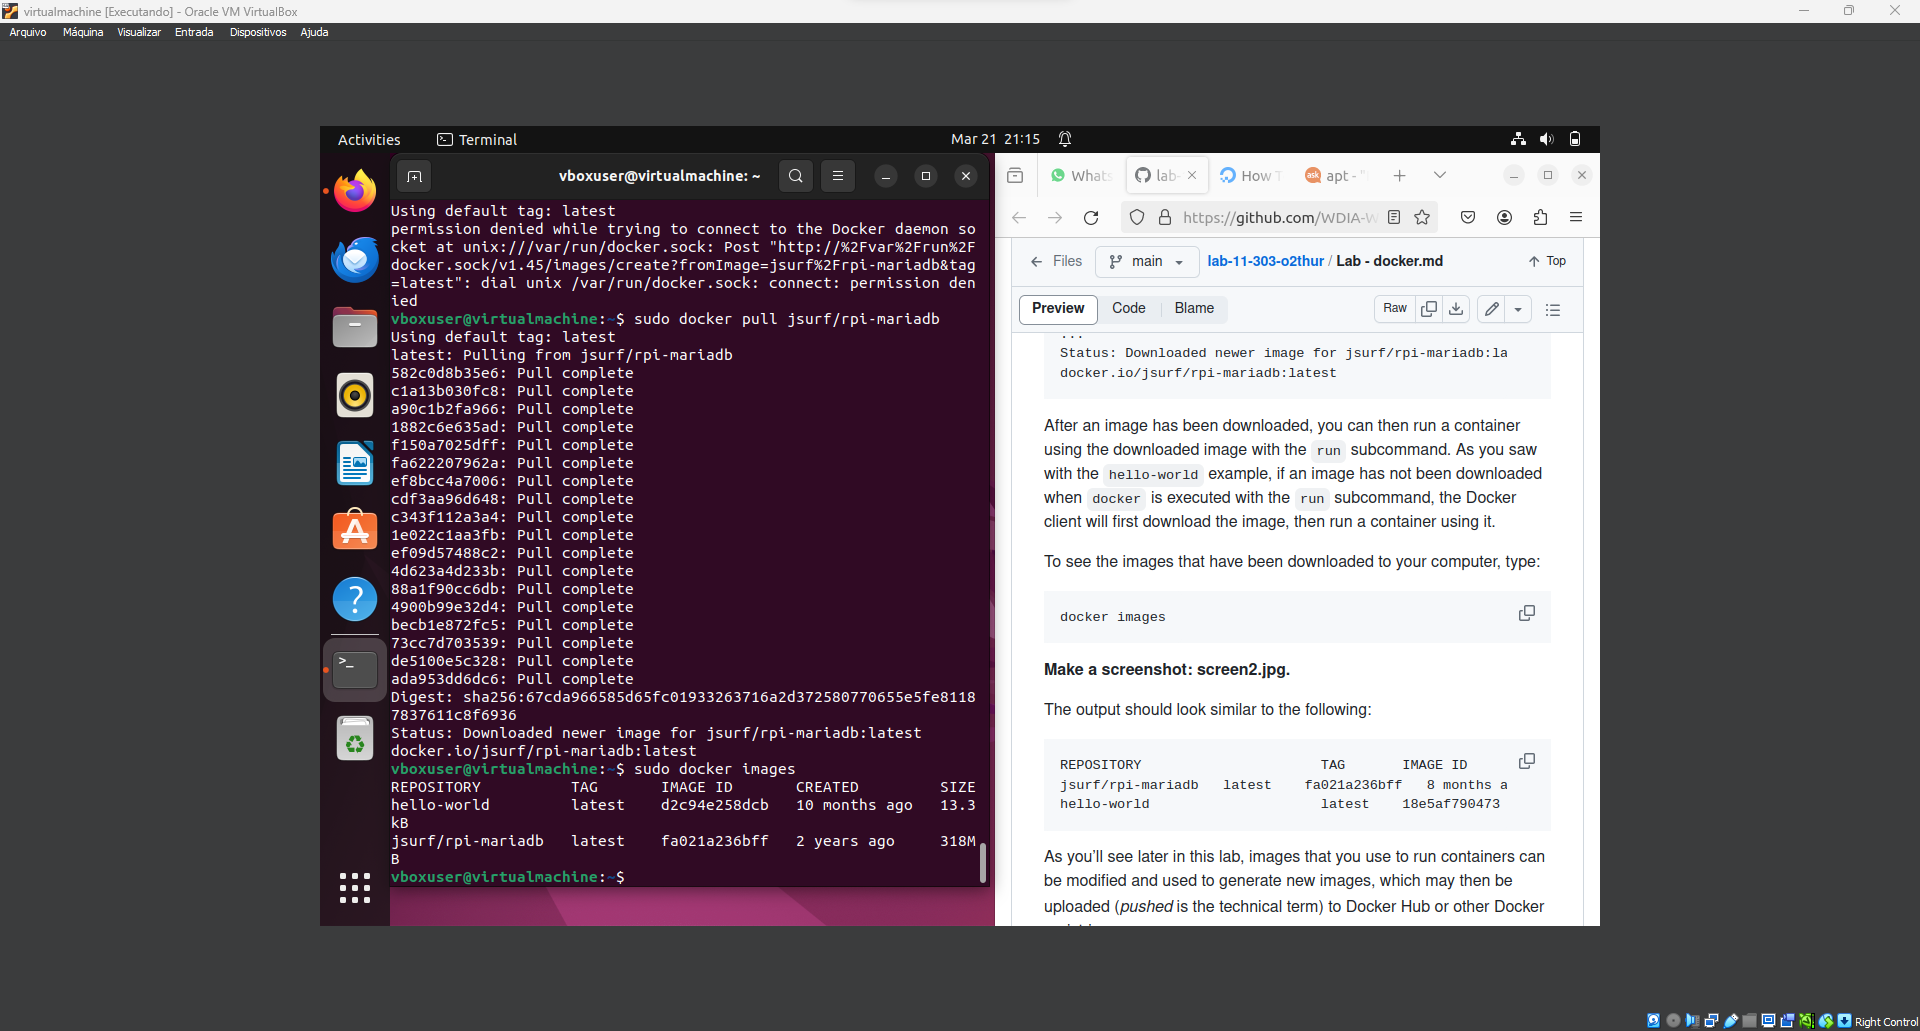 virtualmachine [Executando] - Oracle VM VirtualBox
Arquivo Máquina Visualizar Entrada Dispositivos Ajuda
Activities Terminal Mar 21 21:15
vboxuser@virtualmachine: ~
Using default tag: latest
permission denied while trying to connect to the Docker daemon so
cket at unix:///var/run/docker.sock: Post "http://%2Fvar%2Frun%2F
docker.sock/v1.45/images/create?fromImage=jsurf%2Frpi-mariadb&tag
=latest": dial unix /var/run/docker.sock: connect: permission den
ied
vboxuser@virtualmachine:~$ sudo docker pull jsurf/rpi-mariadb
Using default tag: latest
latest: Pulling from jsurf/rpi-mariadb
582c0d8b35e6: Pull complete
c1a13b030fc8: Pull complete
a90c1b2fa966: Pull complete
1882c6e635ad: Pull complete
f150a7025dff: Pull complete
fa622207962a: Pull complete
ef8bcc4a7006: Pull complete
cdf3aa96d648: Pull complete
c343f112a3a4: Pull complete
1e022c1aa3fb: Pull complete
ef09d57488c2: Pull complete
4d623a4d233b: Pull complete
88a1f90cc6db: Pull complete
4900b99e32d4: Pull complete
becb1e872fc5: Pull complete
73cc7d703539: Pull complete
de5100e5c328: Pull complete
ada953dd6dc6: Pull complete
Digest: sha256:67cda966585d65fc01933263716a2d372580770655e5fe8118
7837611c8f6936
Status: Downloaded newer image for jsurf/rpi-mariadb:latest
docker.io/jsurf/rpi-mariadb:latest
vboxuser@virtualmachine:~$ sudo docker images
REPOSITORY TAG IMAGE ID CREATED SIZE
hello-world latest d2c94e258dcb 10 months ago 13.3
kB
jsurf/rpi-mariadb latest fa021a236bff 2 years ago 318M
B
vboxuser@virtualmachine:~$
Whats lab- How T ask apt - "
https://github.com/WDIA-W
Files main lab-11-303-o2thur / Lab - docker.md Top
Preview Code Blame Raw
...
Status: Downloaded newer image for jsurf/rpi-mariadb:la
docker.io/jsurf/rpi-mariadb:latest
After an image has been downloaded, you can then run a container
using the downloaded image with the run subcommand. As you saw
with the hello-world example, if an image has not been downloaded
when docker is executed with the run subcommand, the Docker
client will first download the image, then run a container using it.
To see the images that have been downloaded to your computer, type:
docker images
Make a screenshot: screen2.jpg.
The output should look similar to the following:
REPOSITORY TAG IMAGE ID
jsurf/rpi-mariadb latest fa021a236bff 8 months a
hello-world latest 18e5af790473
As you’ll see later in this lab, images that you use to run containers can
be modified and used to generate new images, which may then be
uploaded (pushed is the technical term) to Docker Hub or other Docker
Right Control